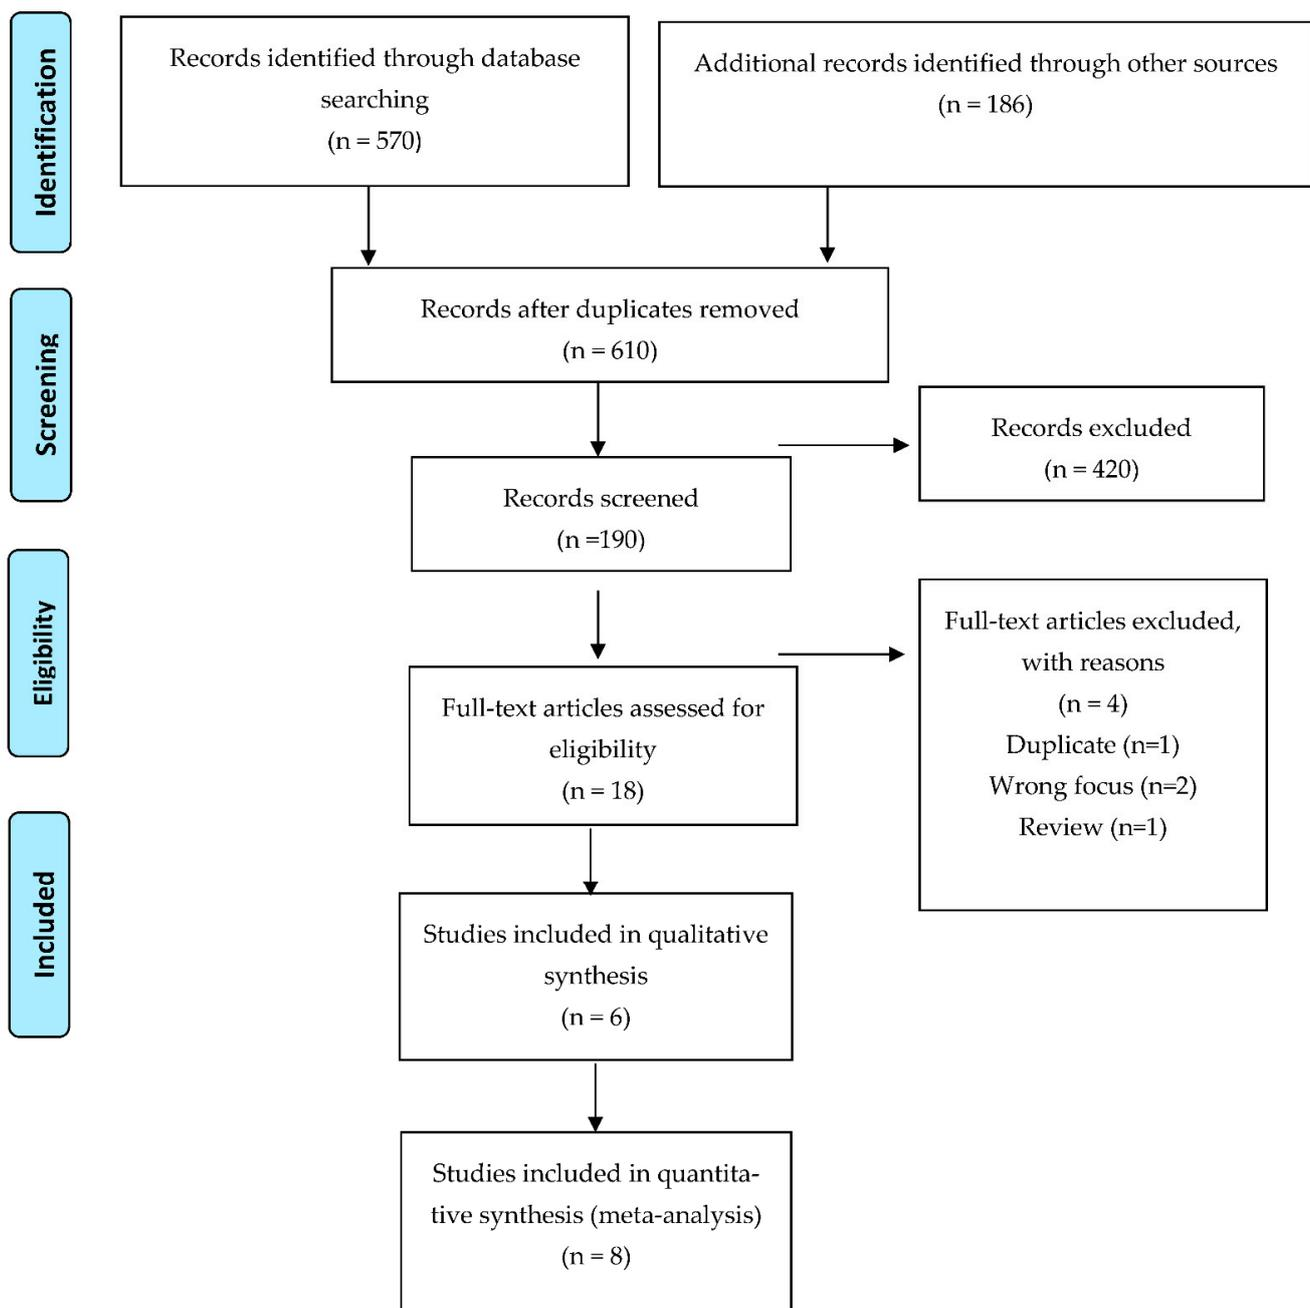 Identification
Records identified through database
searching
(n = 570)
Additional records identified through other sources
(n = 186)
Screening
Records after duplicates removed
(n = 610)
Records excluded
(n = 420)
Records screened
(n =190)
Eligibility
Full-text articles excluded,
with reasons
(n = 4)
Duplicate (n=1)
Wrong focus (n=2)
Review (n=1)
Full-text articles assessed for
eligibility
(n = 18)
Included
Studies included in qualitative
synthesis
(n = 6)
Studies included in quantita-
tive synthesis (meta-analysis)
(n = 8)